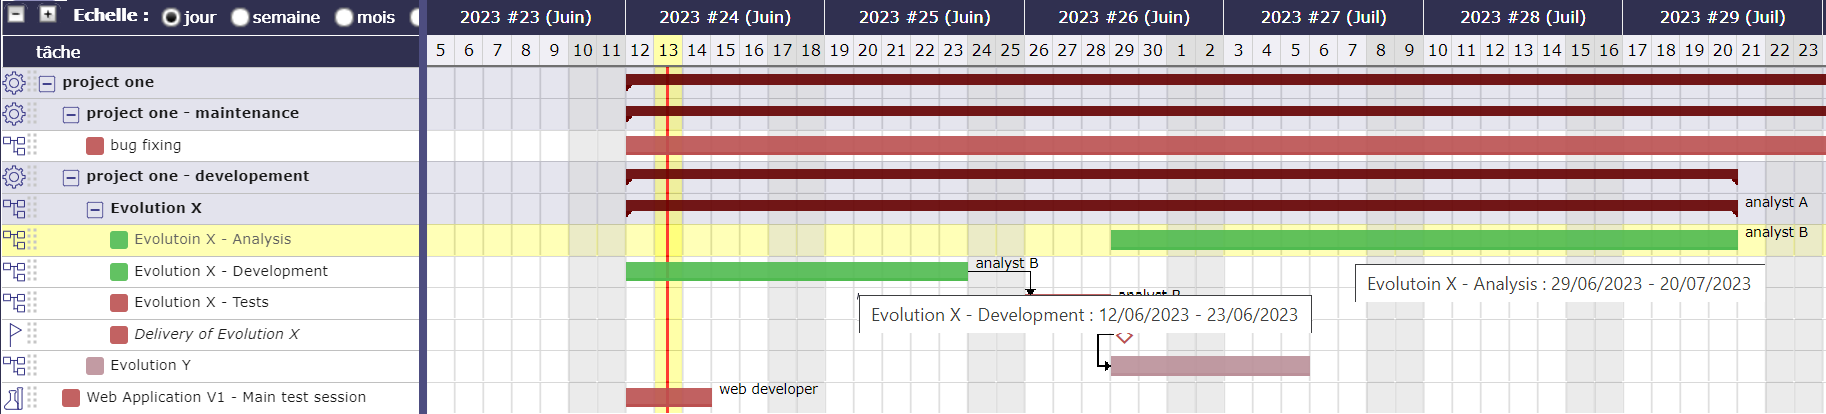 Echelle : jour semaine mois
2023 #23 (Juin) 2023 #24 (Juin) 2023 #25 (Juin) 2023 #26 (Juin) 2023 #27 (Juil) 2023 #28 (Juil) 2023 #29 (Juil)
tâche
5 6 7 8 9 10 11 12 13 14 15 16 17 18 19 20 21 22 23 24 25 26 27 28 29 30 1 2 3 4 5 6 7 8 9 10 11 12 13 14 15 16 17 18 19 20 21 22 23
project one
project one - maintenance
bug fixing
project one - developement
Evolution X analyst A
Evolutoin X - Analysis analyst B
Evolution X - Development analyst B
Evolutoin X - Analysis : 29/06/2023 - 20/07/2023
Evolution X - Tests analyst B
Evolution X - Development : 12/06/2023 - 23/06/2023
Delivery of Evolution X
Evolution Y
Web Application V1 - Main test session web developer